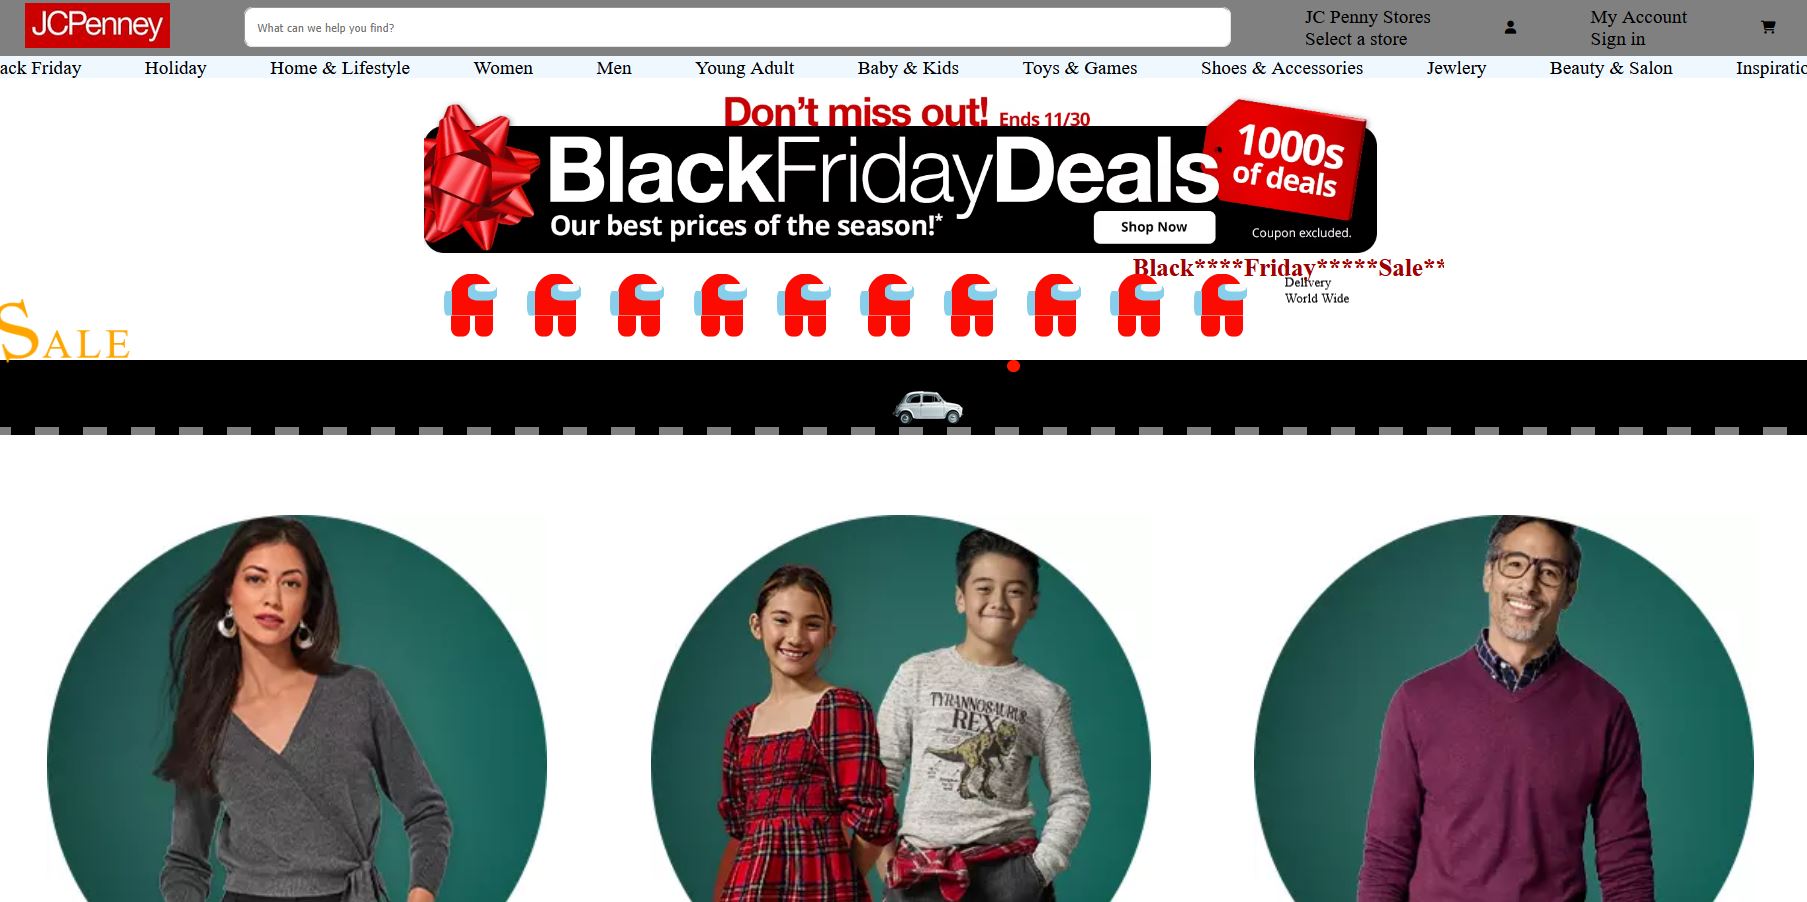 JCPenney
What can we help you find?
JC Penny Stores
Select a store
My Account
Sign in
ack Friday Holiday Home & Lifestyle Women Men Young Adult Baby & Kids Toys & Games Shoes & Accessories Jewlery Beauty & Salon Inspiratio
Don't miss out! Ends 11/30
BlackFridayDeals
Our best prices of the season!*
Shop Now
1000s
of deals
Coupon excluded.
Black****Friday*****Sale**
Delivery
World Wide
SALE
TYRANNOSAURUS
REX